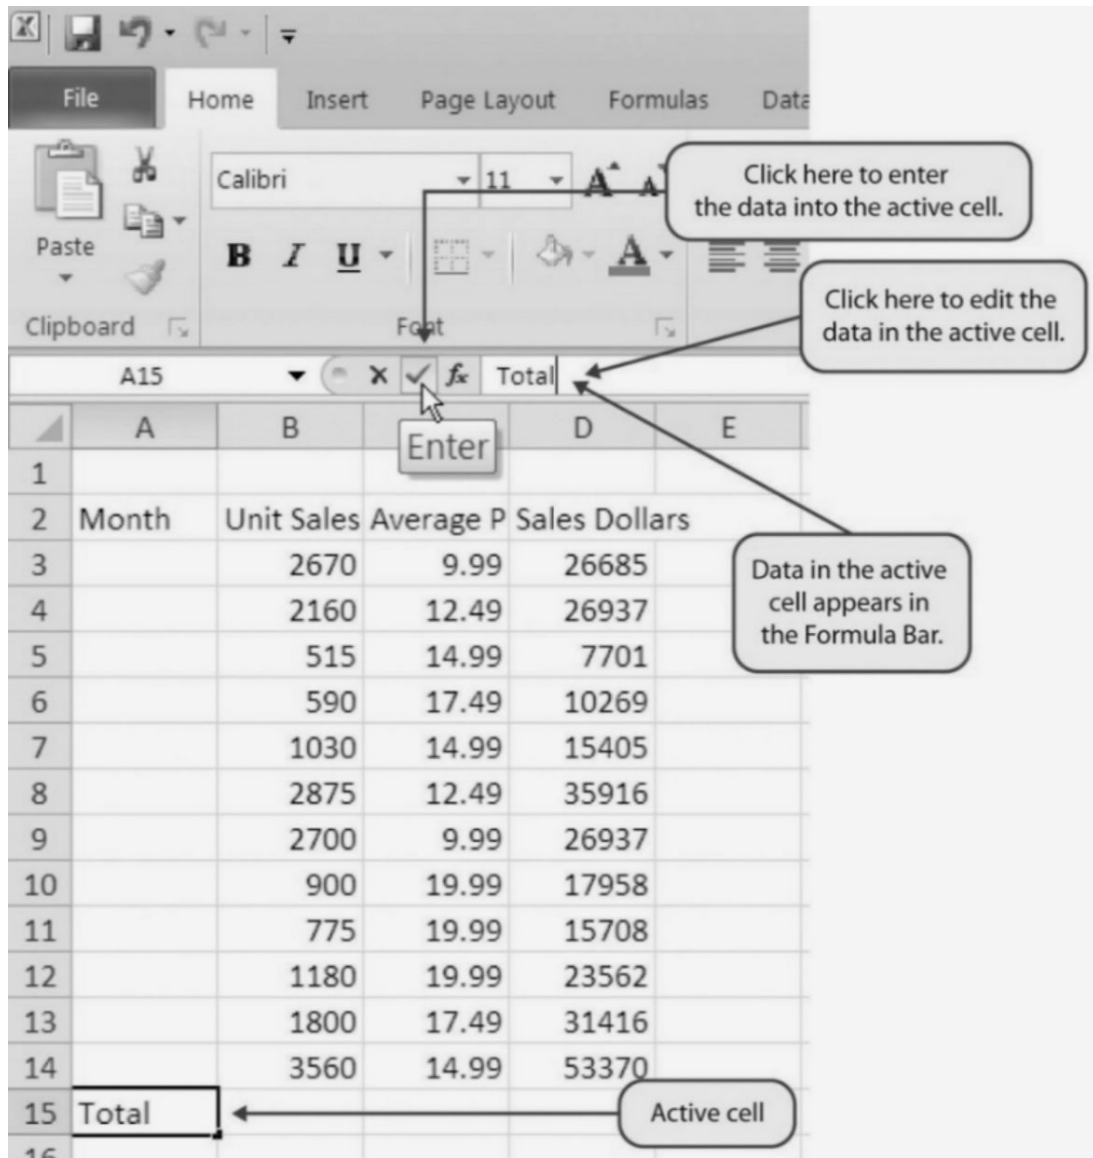 File Home Insert Page Layout Formulas Data
Calibri 11 A A
Click here to enter
the data into the active cell.
Paste B I U A
Click here to edit the
data in the active cell.
Clipboard Font
A15 fx Total
A B D E
Enter
1
2 Month Unit Sales Average P Sales Dollars
3 2670 9.99 26685
4 2160 12.49 26937
Data in the active
cell appears in
the Formula Bar.
5 515 14.99 7701
6 590 17.49 10269
7 1030 14.99 15405
8 2875 12.49 35916
9 2700 9.99 26937
10 900 19.99 17958
11 775 19.99 15708
12 1180 19.99 23562
13 1800 17.49 31416
14 3560 14.99 53370
15 Total Active cell
16